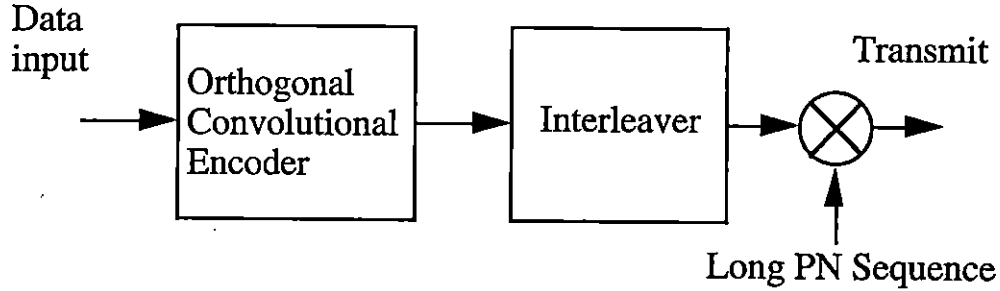 Data
input
Orthogonal
Convolutional
Encoder
Interleaver
Transmit
Long PN Sequence